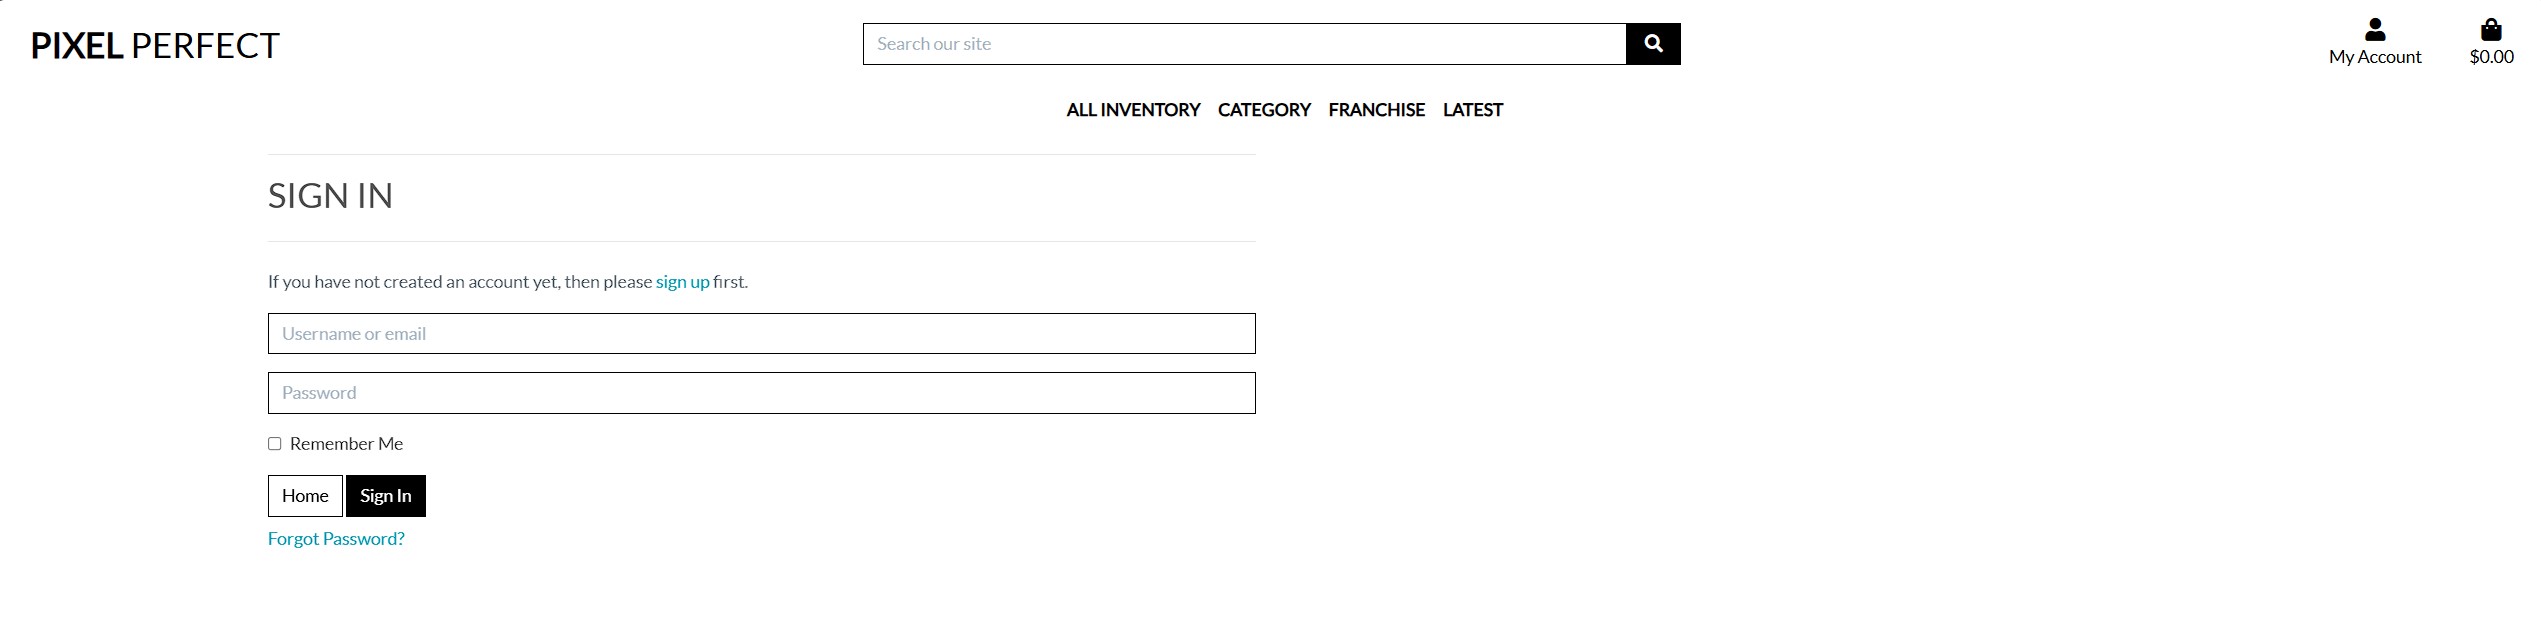 PIXEL PERFECT
Search our site
My Account
$0.00
ALL INVENTORY CATEGORY FRANCHISE LATEST
SIGN IN
If you have not created an account yet, then please sign up first.
Username or email
Password
Remember Me
Home Sign In
Forgot Password?